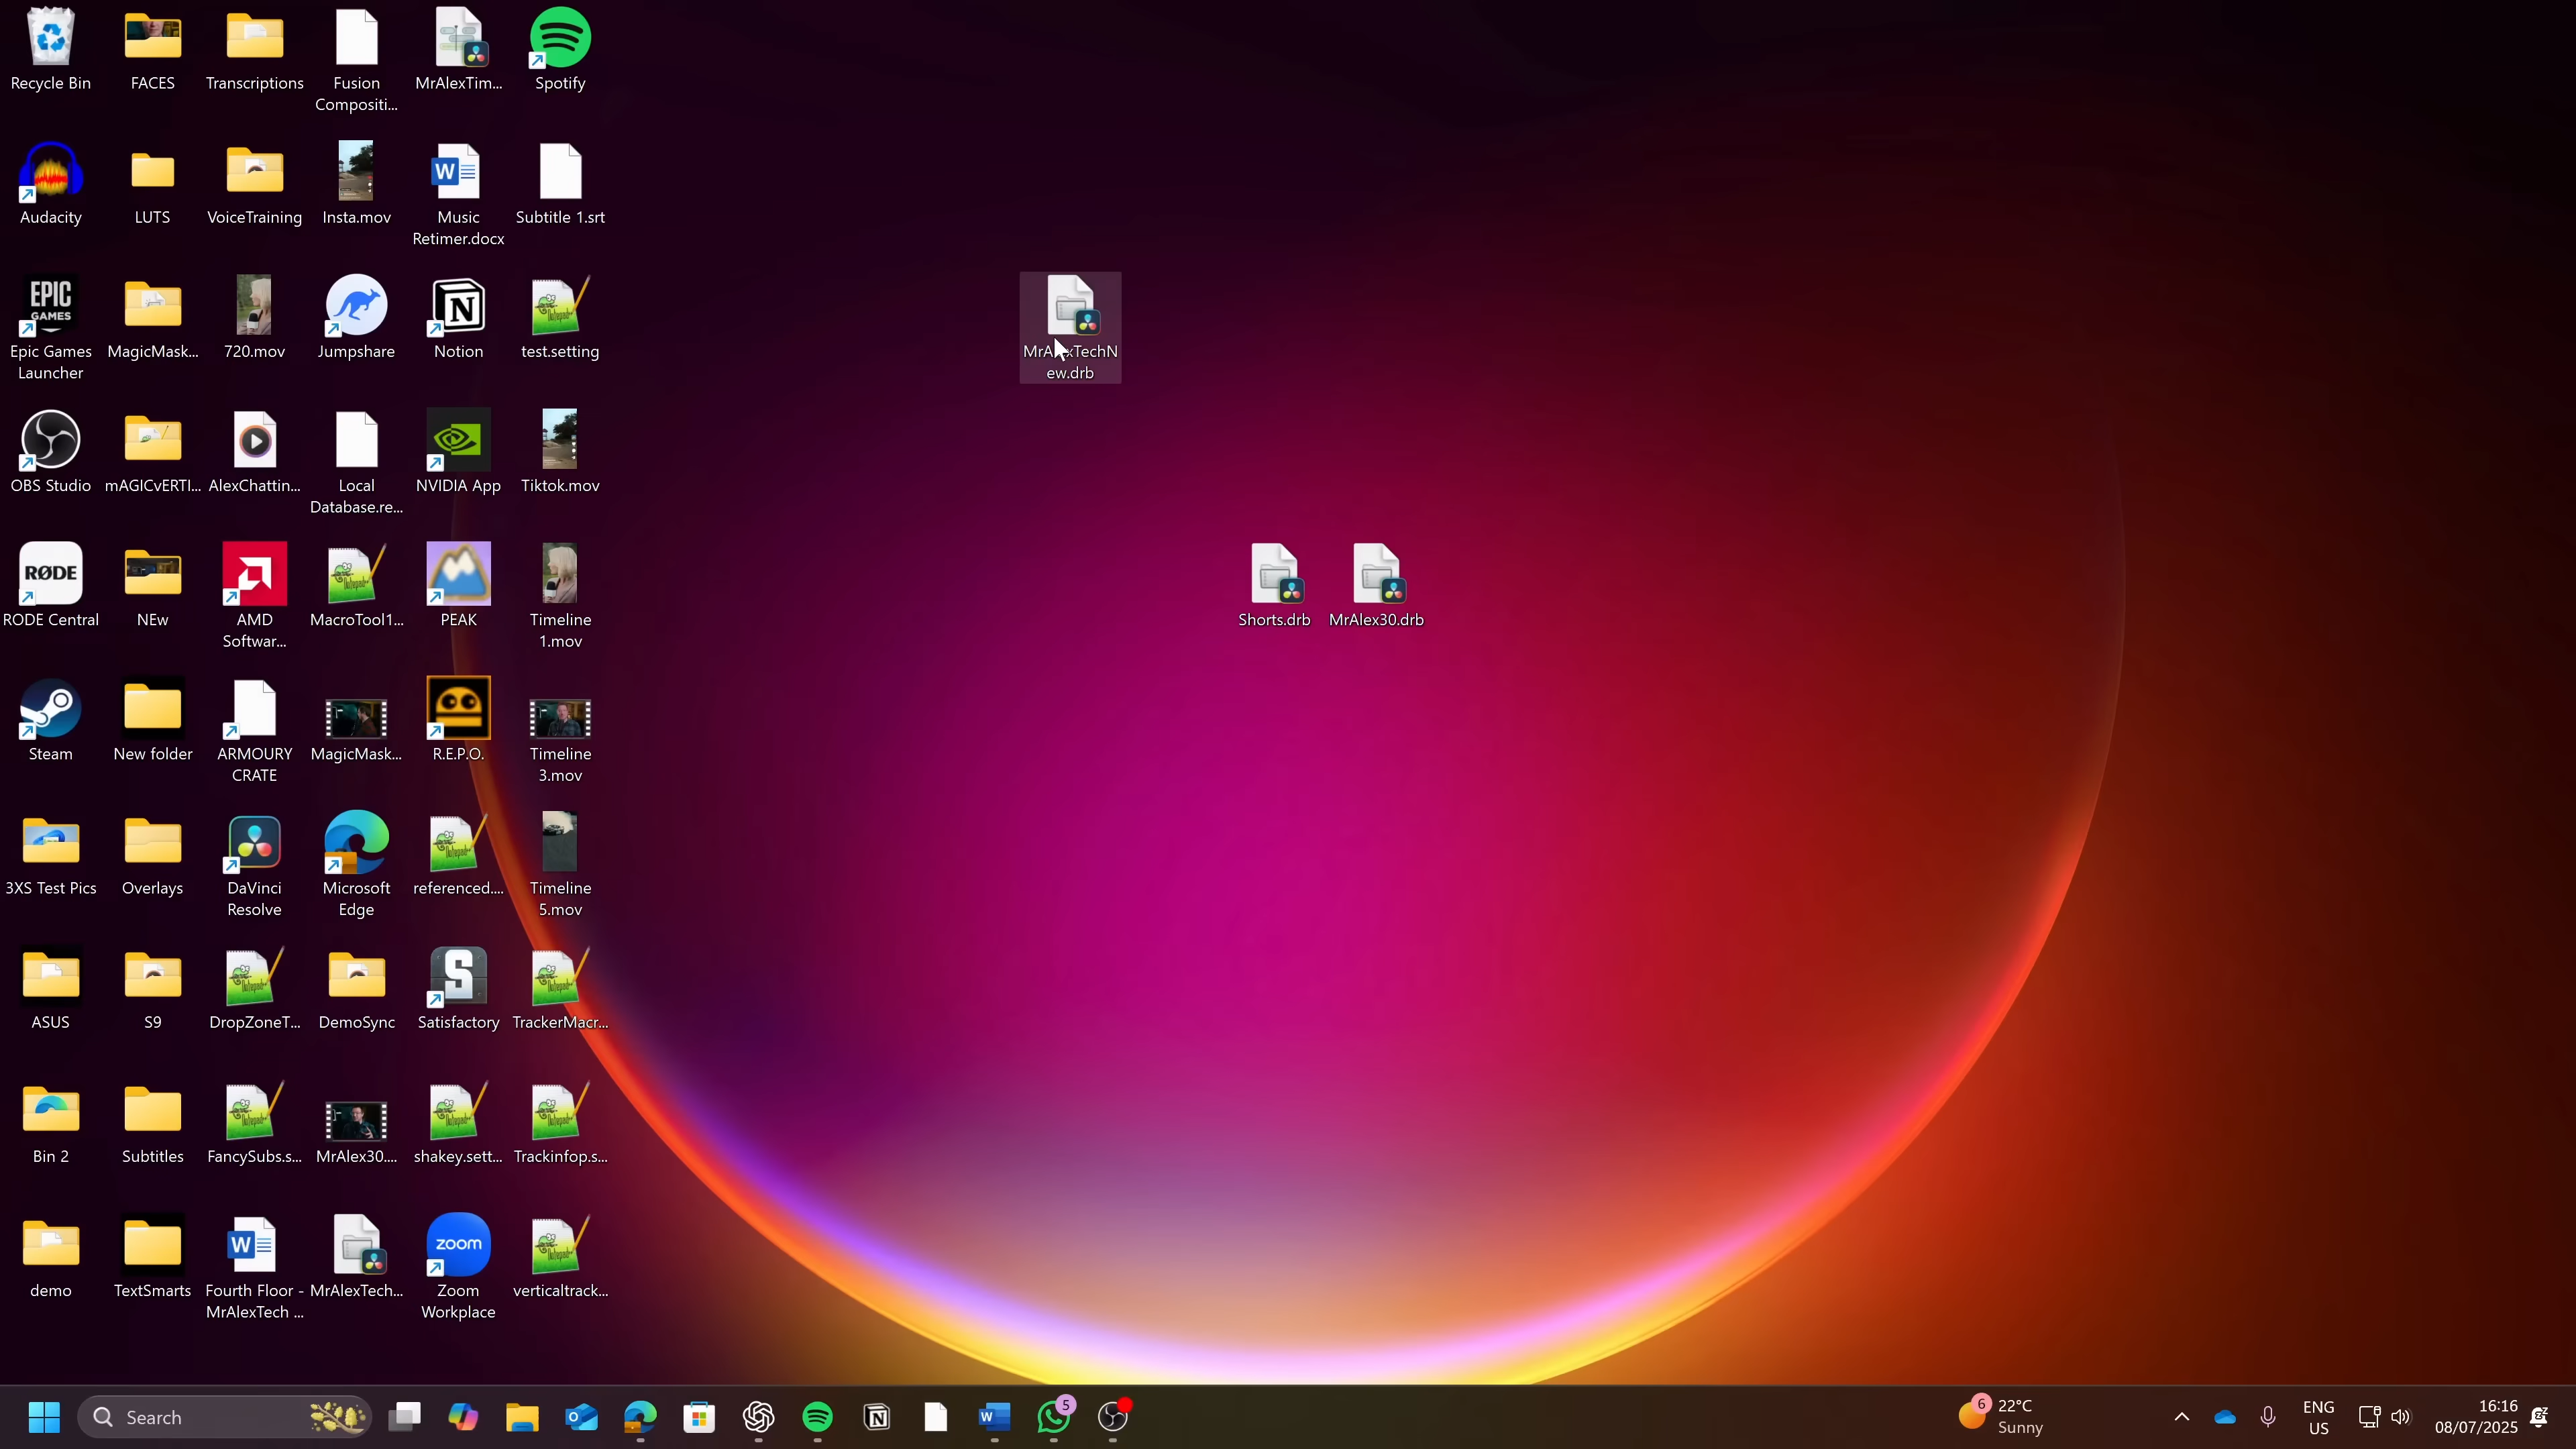 Recycle Bin
FACES
Transcriptions
Fusion
Compositi...
MrAlexTim...
Spotify
Audacity
LUTS
VoiceTraining
Insta.mov
W
Music
Retimer.docx
Subtitle 1.srt
EPIC
GAMES
Epic Games
Launcher
MagicMask...
720.mov
Jumpshare
N
Notion
test.setting
MrAlexTechN
ew.drb
OBS Studio
mAGICvERTI...
AlexChattin...
Local
Database.re...
NVIDIA App
Tiktok.mov
RØDE
RODE Central
NEw
AMD
Softwar...
MacroTool1...
PEAK
Timeline
1.mov
Shorts.drb
MrAlex30.drb
Steam
New folder
ARMOURY
CRATE
MagicMask...
R.E.P.O.
Timeline
3.mov
3XS Test Pics
Overlays
DaVinci
Resolve
Microsoft
Edge
referenced....
Timeline
5.mov
ASUS
S9
DropZoneT...
DemoSync
S
Satisfactory
TrackerMacr...
Bin 2
Subtitles
FancySubs.s...
MrAlex30....
shakey.sett...
Trackinfop.s...
demo
TextSmarts
W
Fourth Floor -
MrAlexTech ...
MrAlexTech...
zoom
Zoom
Workplace
verticaltrack...
Search
W
5
6
22°C
Sunny
ENG
US
16:16
08/07/2025